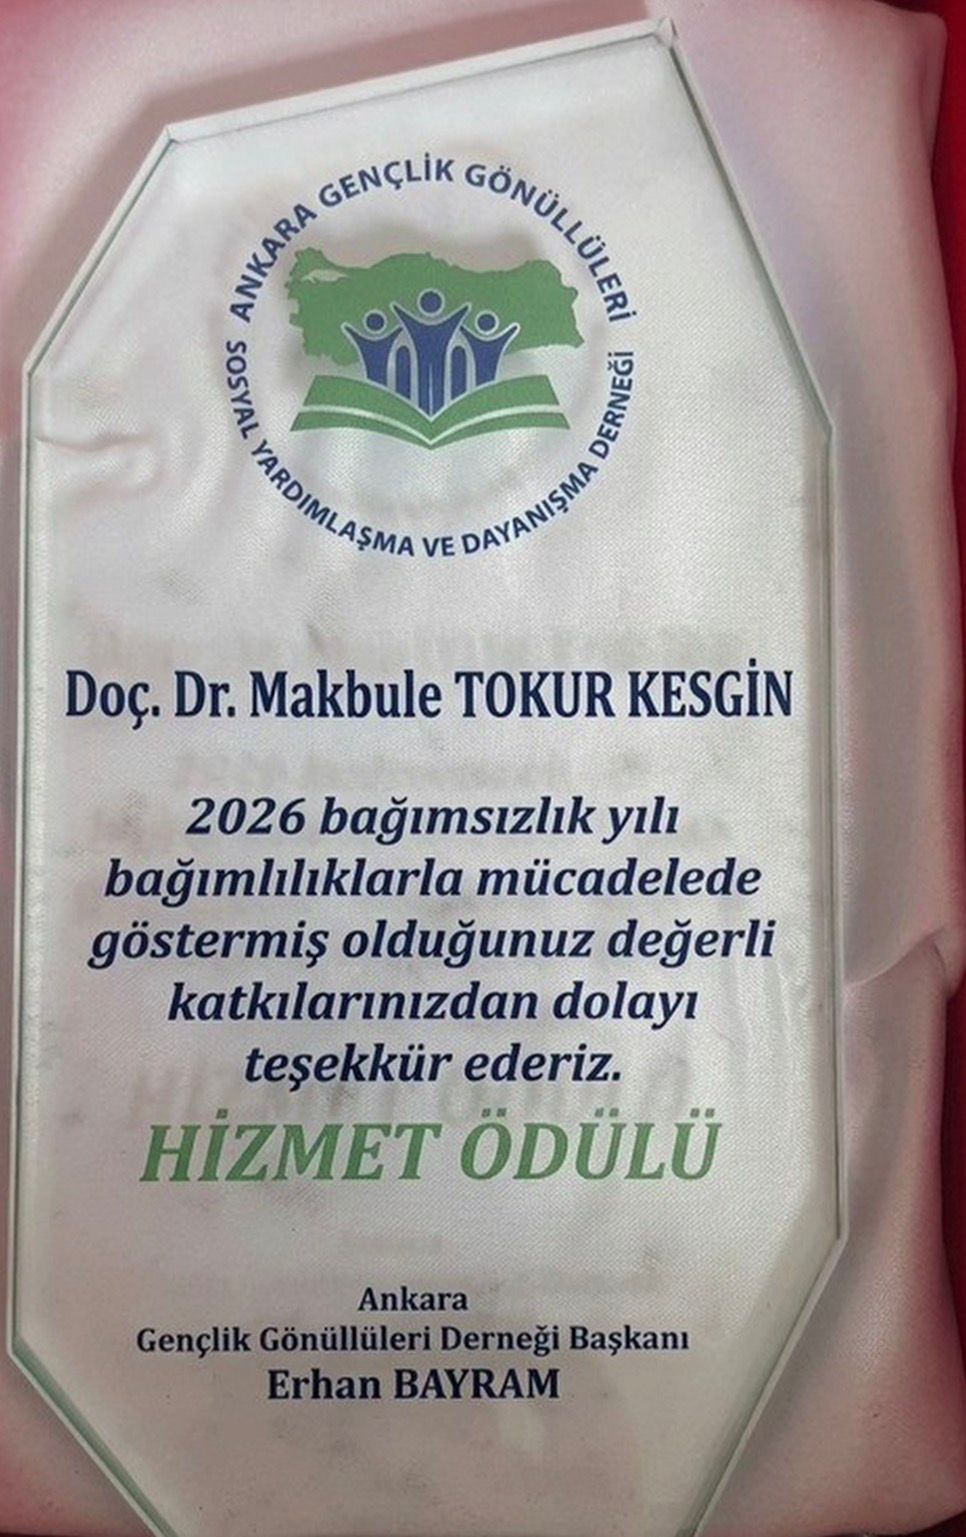 ANKARA GENÇLİK GÖNÜLLÜLERİ
SOSYAL YARDIMLAŞMA VE DAYANIŞMA DERNEĞİ
Doç. Dr. Makbule TOKUR KESGİN
2026 bağımsızlık yılı
bağımlılıklarla mücadelede
göstermiş olduğunuz değerli
katkılarınızdan dolayı
teşekkür ederiz.
HİZMET ÖDÜLÜ
Ankara
Gençlik Gönüllüleri Derneği Başkanı
Erhan BAYRAM